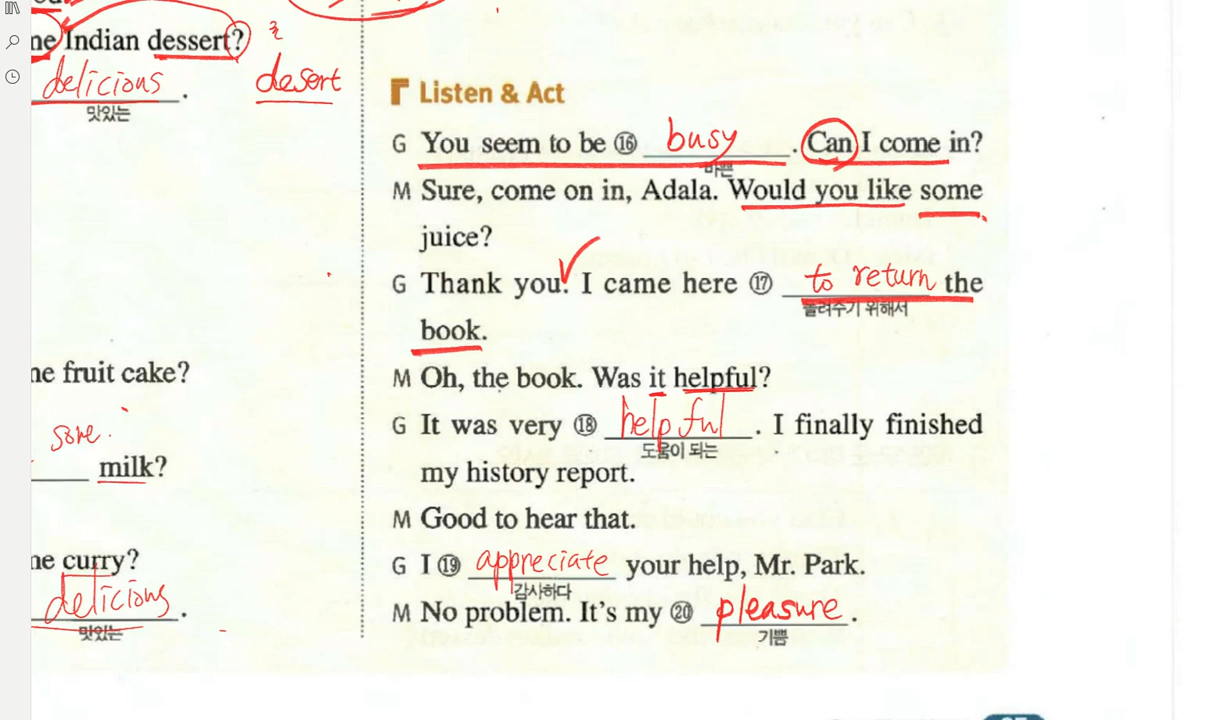 me Indian dessert?
delicious.
맛있는
desert
me fruit cake?
some.
milk?
me curry?
delicious.
맛있는
Listen & Act
G You seem to be ⑯ busy. Can I come in?
바쁜
M Sure, come on in, Adala. Would you like some
juice?
G Thank you. I came here ⑰ to return the
돌려주기 위해서
book.
M Oh, the book. Was it helpful?
G It was very ⑱ helpful. I finally finished
도움이 되는
my history report.
M Good to hear that.
G I ⑲ appreciate your help, Mr. Park.
감사하다
M No problem. It's my ⑳ pleasure.
기쁨